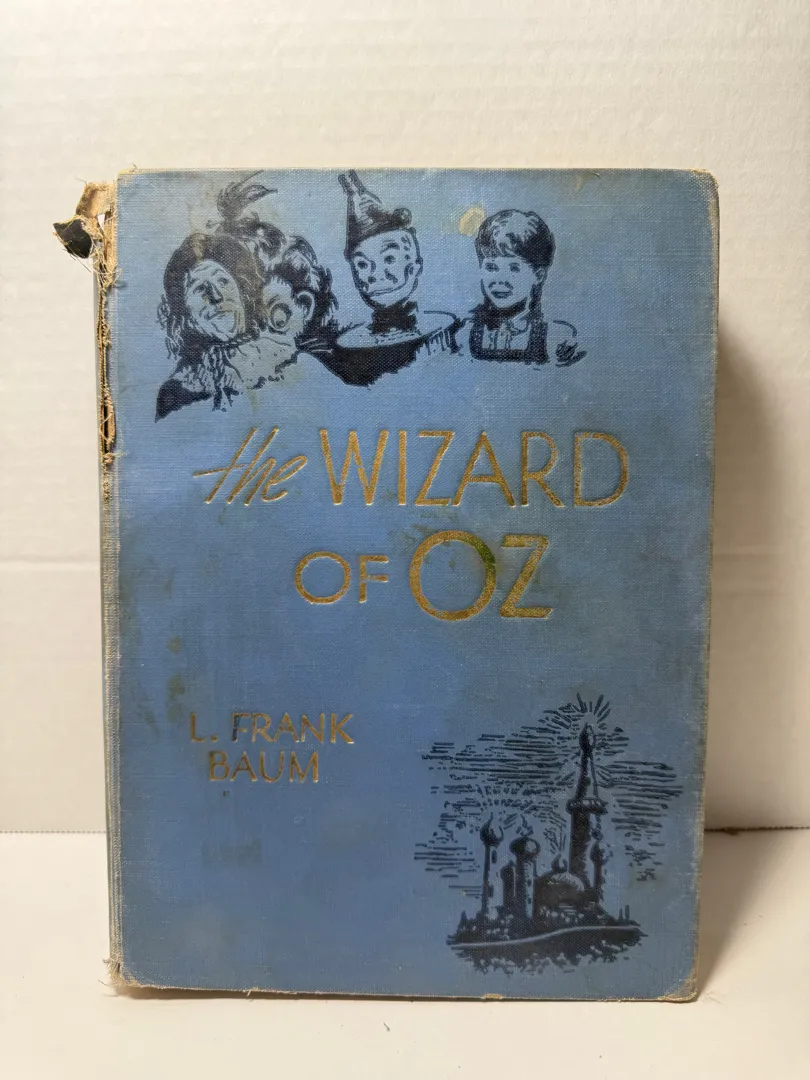 the WIZARD
OF OZ
L. FRANK
BAUM